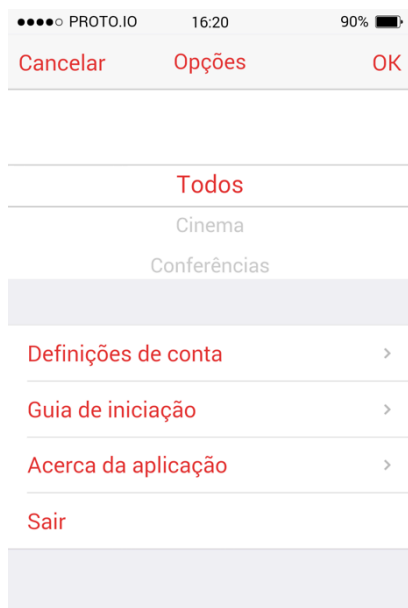 PROTO.IO 16:20 90%
Cancelar Opções OK
Todos
Cinema
Conferências
Definições de conta
Guia de iniciação
Acerca da aplicação
Sair